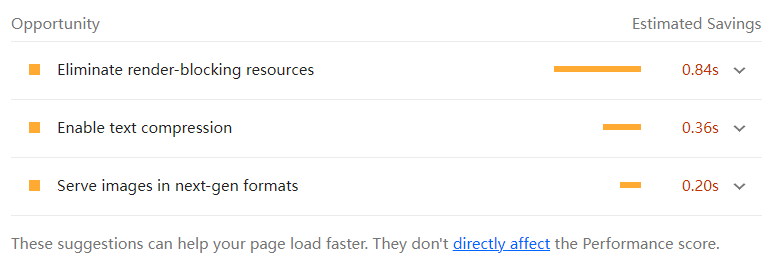 Opportunity Estimated Savings
Eliminate render-blocking resources 0.84s
Enable text compression 0.36s
Serve images in next-gen formats 0.20s
These suggestions can help your page load faster. They don't directly affect the Performance score.